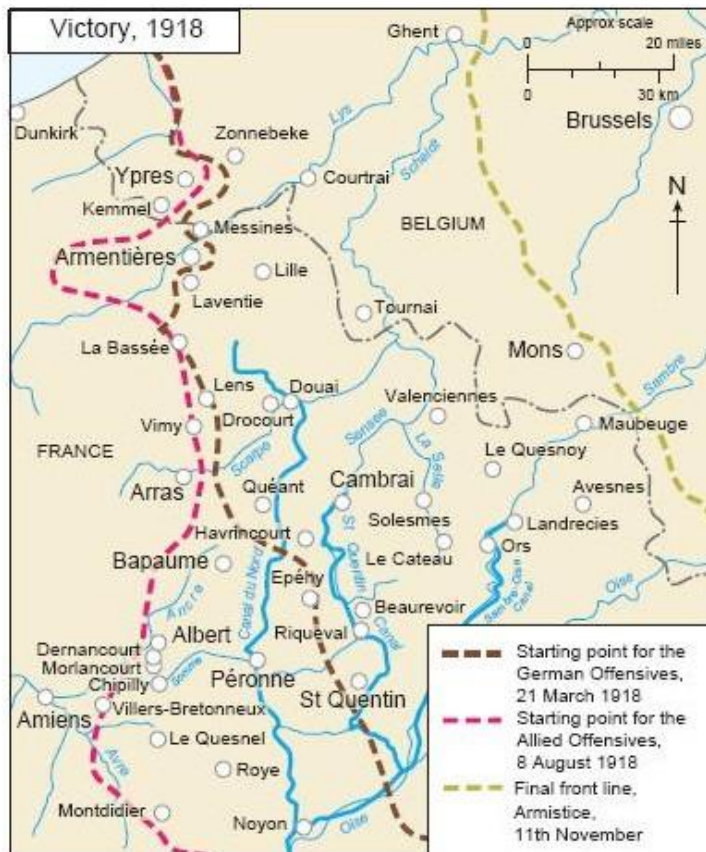 Victory, 1918
Ghent
Approx scale
0 20 miles
0 30 km
Dunkirk
Zonnebeke
Lys
Scheldt
Brussels
Ypres
Courtrai
N
Kemmel
BELGIUM
Messines
Armentières
Lille
Laventie
Tournai
La Bassée
Mons
Sambre
Lens
Douai
Drocourt
Valenciennes
Maubeuge
Vimy
Sensee
La Selle
Le Quesnoy
FRANCE
Scarpe
Arras
Quéant
Cambrai
Avesnes
Solesmes
Landrecies
Havrincourt
St Quentin
Canal
Le Cateau
Ors
Bapaume
Canal du Nord
Sambre-Oise
Canal
Oise
Ancre
Epéhy
Beaurevoir
Albert
Riqueval
Dernancourt
Morlancourt
Chipilly
Somme
Péronne
St Quentin
Amiens
Villers-Bretonneux
Avre
Le Quesnel
Roye
Montdidier
Noyon
Oise
Starting point for the
German Offensives,
21 March 1918
Starting point for the
Allied Offensives,
8 August 1918
Final front line,
Armistice,
11th November